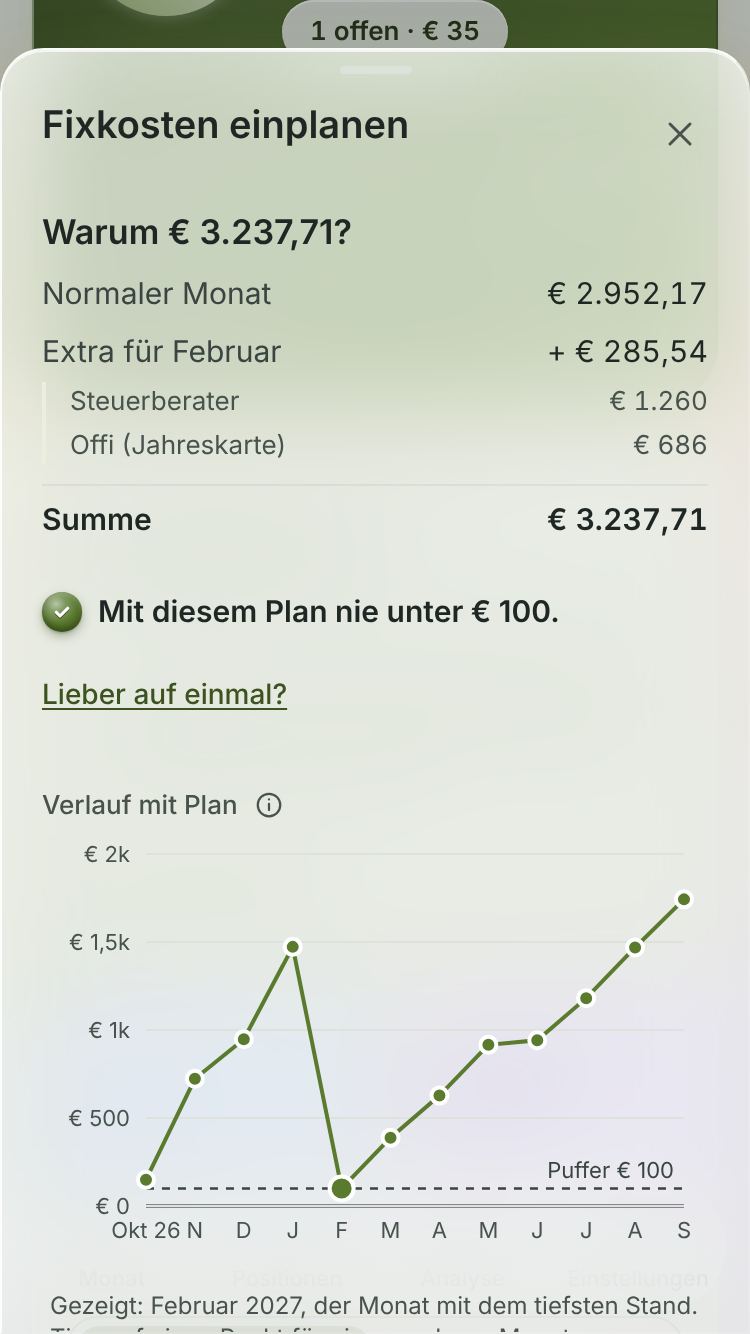 1 offen · € 35
Fixkosten einplanen
Warum € 3.237,71?
Normaler Monat € 2.952,17
Extra für Februar + € 285,54
Steuerberater € 1.260
Offi (Jahreskarte) € 686
Summe € 3.237,71
Mit diesem Plan nie unter € 100.
Lieber auf einmal?
Verlauf mit Plan
€ 2k
€ 1,5k
€ 1k
€ 500
Puffer € 100
€ 0
Okt 26 N D J F M A M J J A S
Monat Positionen Analyse Einstellungen
Gezeigt: Februar 2027, der Monat mit dem tiefsten Stand.